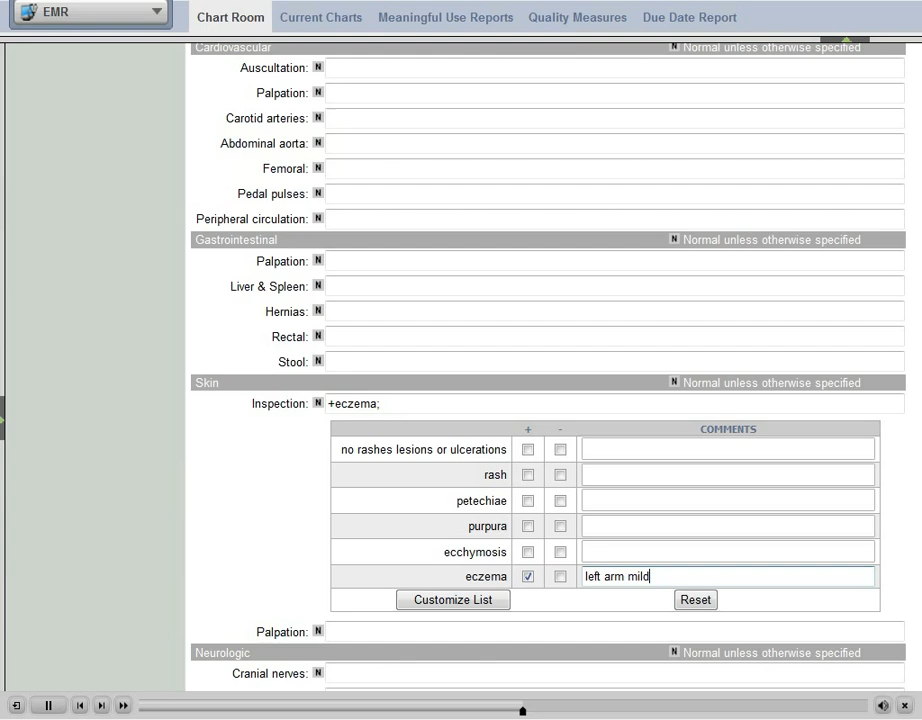 EMR Chart Room Current Charts Meaningful Use Reports Quality Measures Due Date Report
Cardiovascular N Normal unless otherwise specified
Auscultation: N
Palpation: N
Carotid arteries: N
Abdominal aorta: N
Femoral: N
Pedal pulses: N
Peripheral circulation: N
Gastrointestinal N Normal unless otherwise specified
Palpation: N
Liver & Spleen: N
Hernias: N
Rectal: N
Stool: N
Skin N Normal unless otherwise specified
Inspection: N +eczema;
+ - COMMENTS
no rashes lesions or ulcerations
rash
petechiae
purpura
ecchymosis
eczema left arm mild
Customize List Reset
Palpation: N
Neurologic N Normal unless otherwise specified
Cranial nerves: N